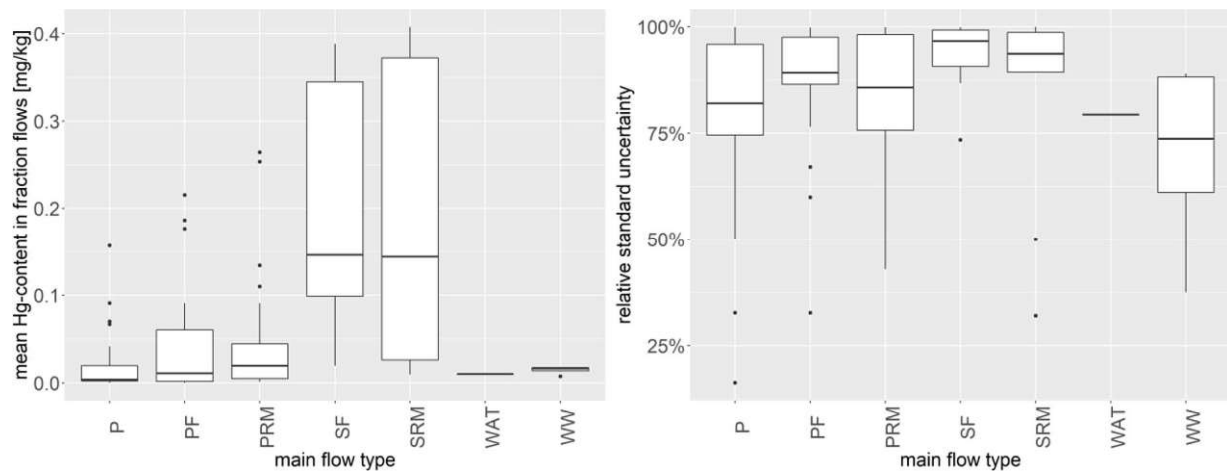 mean Hg-content in fraction flows [mg/kg]
0.4
0.3
0.2
0.1
0.0
P
PF
PRM
SF
SRM
WAT
WW
main flow type
relative standard uncertainty
100%
75%
50%
25%
P
PF
PRM
SF
SRM
WAT
WW
main flow type